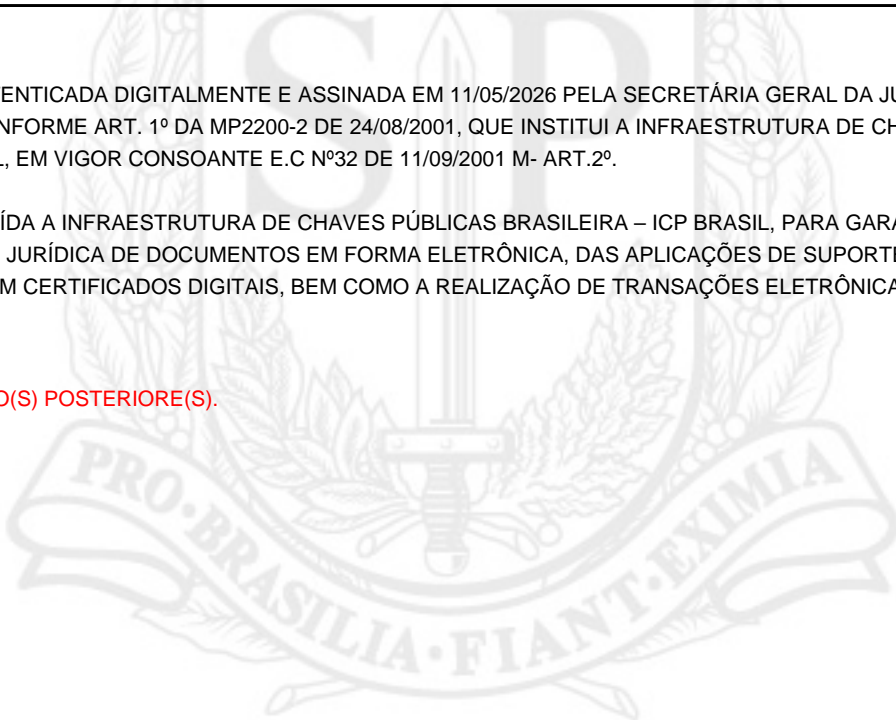 ENTICADA DIGITALMENTE E ASSINADA EM 11/05/2026 PELA SECRETÁRIA GERAL DA JU
NFORME ART. 1º DA MP2200-2 DE 24/08/2001, QUE INSTITUI A INFRAESTRUTURA DE CH
L, EM VIGOR CONSOANTE E.C Nº32 DE 11/09/2001 M- ART.2º.
ÍDA A INFRAESTRUTURA DE CHAVES PÚBLICAS BRASILEIRA – ICP BRASIL, PARA GARA
JURÍDICA DE DOCUMENTOS EM FORMA ELETRÔNICA, DAS APLICAÇÕES DE SUPORTE
M CERTIFICADOS DIGITAIS, BEM COMO A REALIZAÇÃO DE TRANSAÇÕES ELETRÔNICA
O(S) POSTERIORE(S).
SP
PRO·BRASILIA·FIANT·EXIMIA